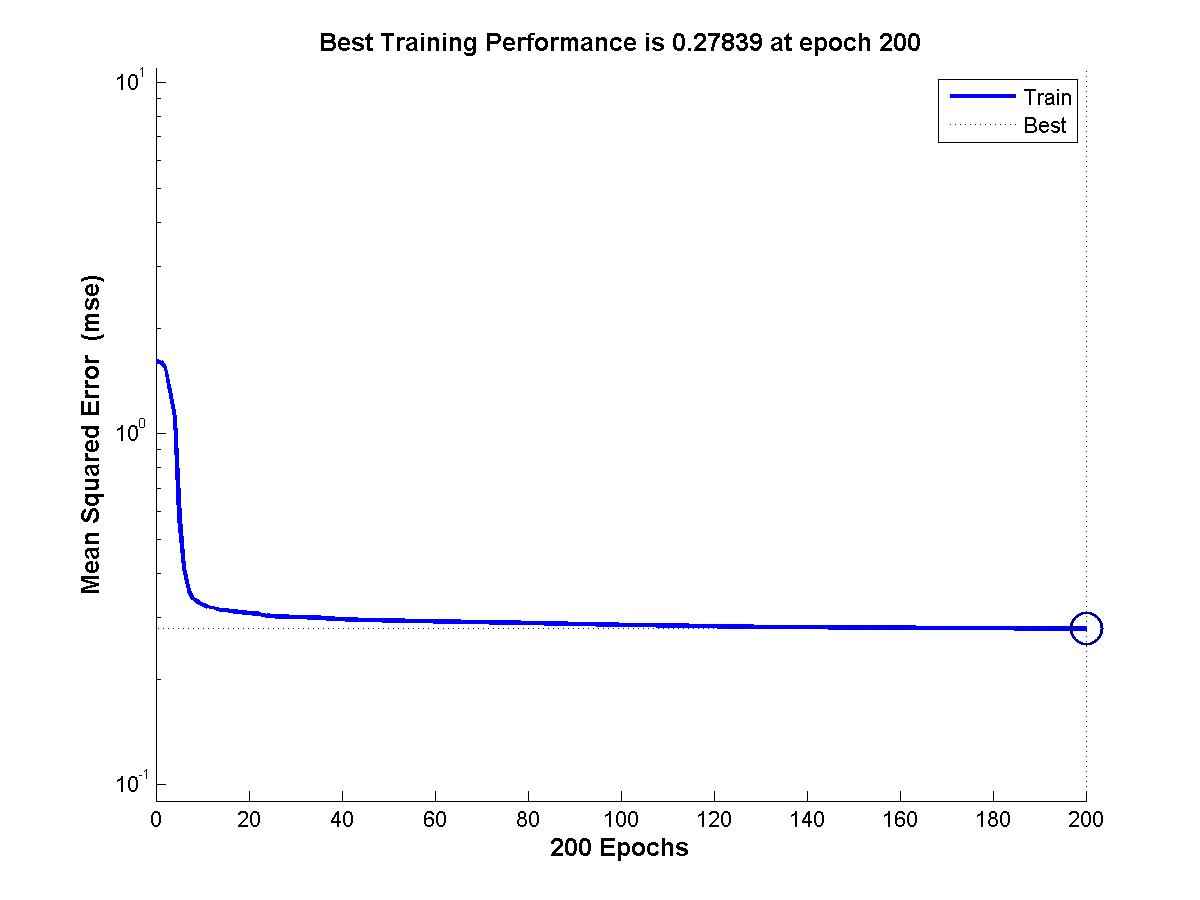 Best Training Performance is 0.27839 at epoch 200
10^1
Train
Best
Mean Squared Error (mse)
10^0
10^-1
0 20 40 60 80 100 120 140 160 180 200
200 Epochs